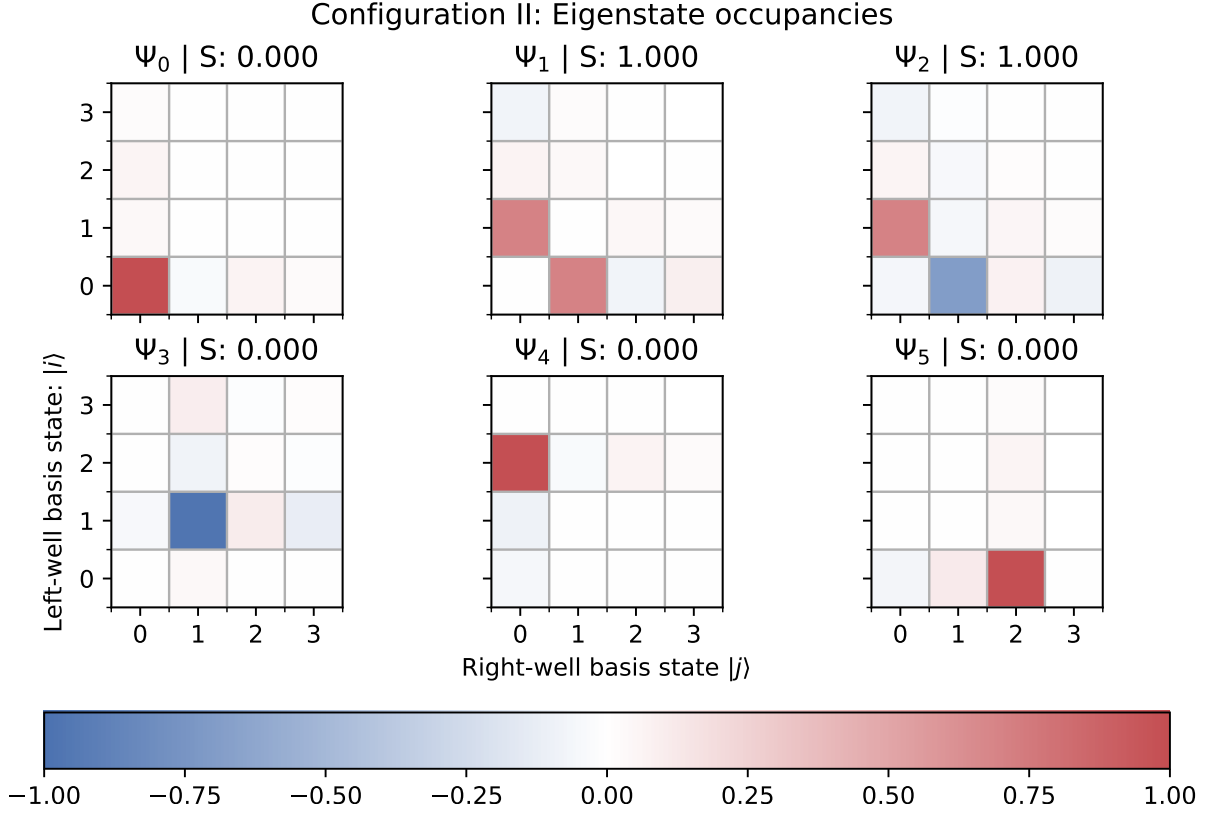 Configuration II: Eigenstate occupancies
Ψ₀ | S: 0.000
Ψ₁ | S: 1.000
Ψ₂ | S: 1.000
3
2
1
0
Ψ₃ | S: 0.000
Ψ₄ | S: 0.000
Ψ₅ | S: 0.000
Left-well basis state: |i⟩
3
2
1
0
0 1 2 3
0 1 2 3
0 1 2 3
Right-well basis state |j⟩
−1.00 −0.75 −0.50 −0.25 0.00 0.25 0.50 0.75 1.00